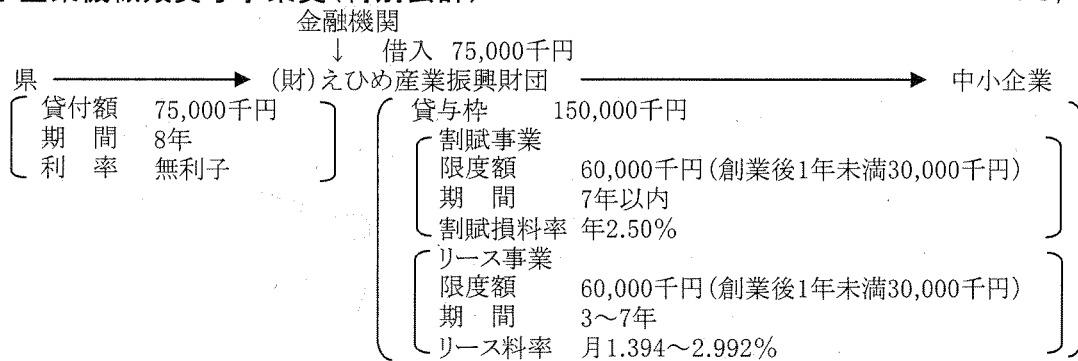 金融機関
↓ 借入 75,000千円
県 → (財)えひめ産業振興財団 → 中小企業
貸付額 75,000千円
期 間 8年
利 率 無利子
貸与枠 150,000千円
割賦事業
限度額 60,000千円(創業後1年未満30,000千円)
期 間 7年以内
割賦損料率 年2.50%
リース事業
限度額 60,000千円(創業後1年未満30,000千円)
期 間 3~7年
リース料率 月1.394~2.992%